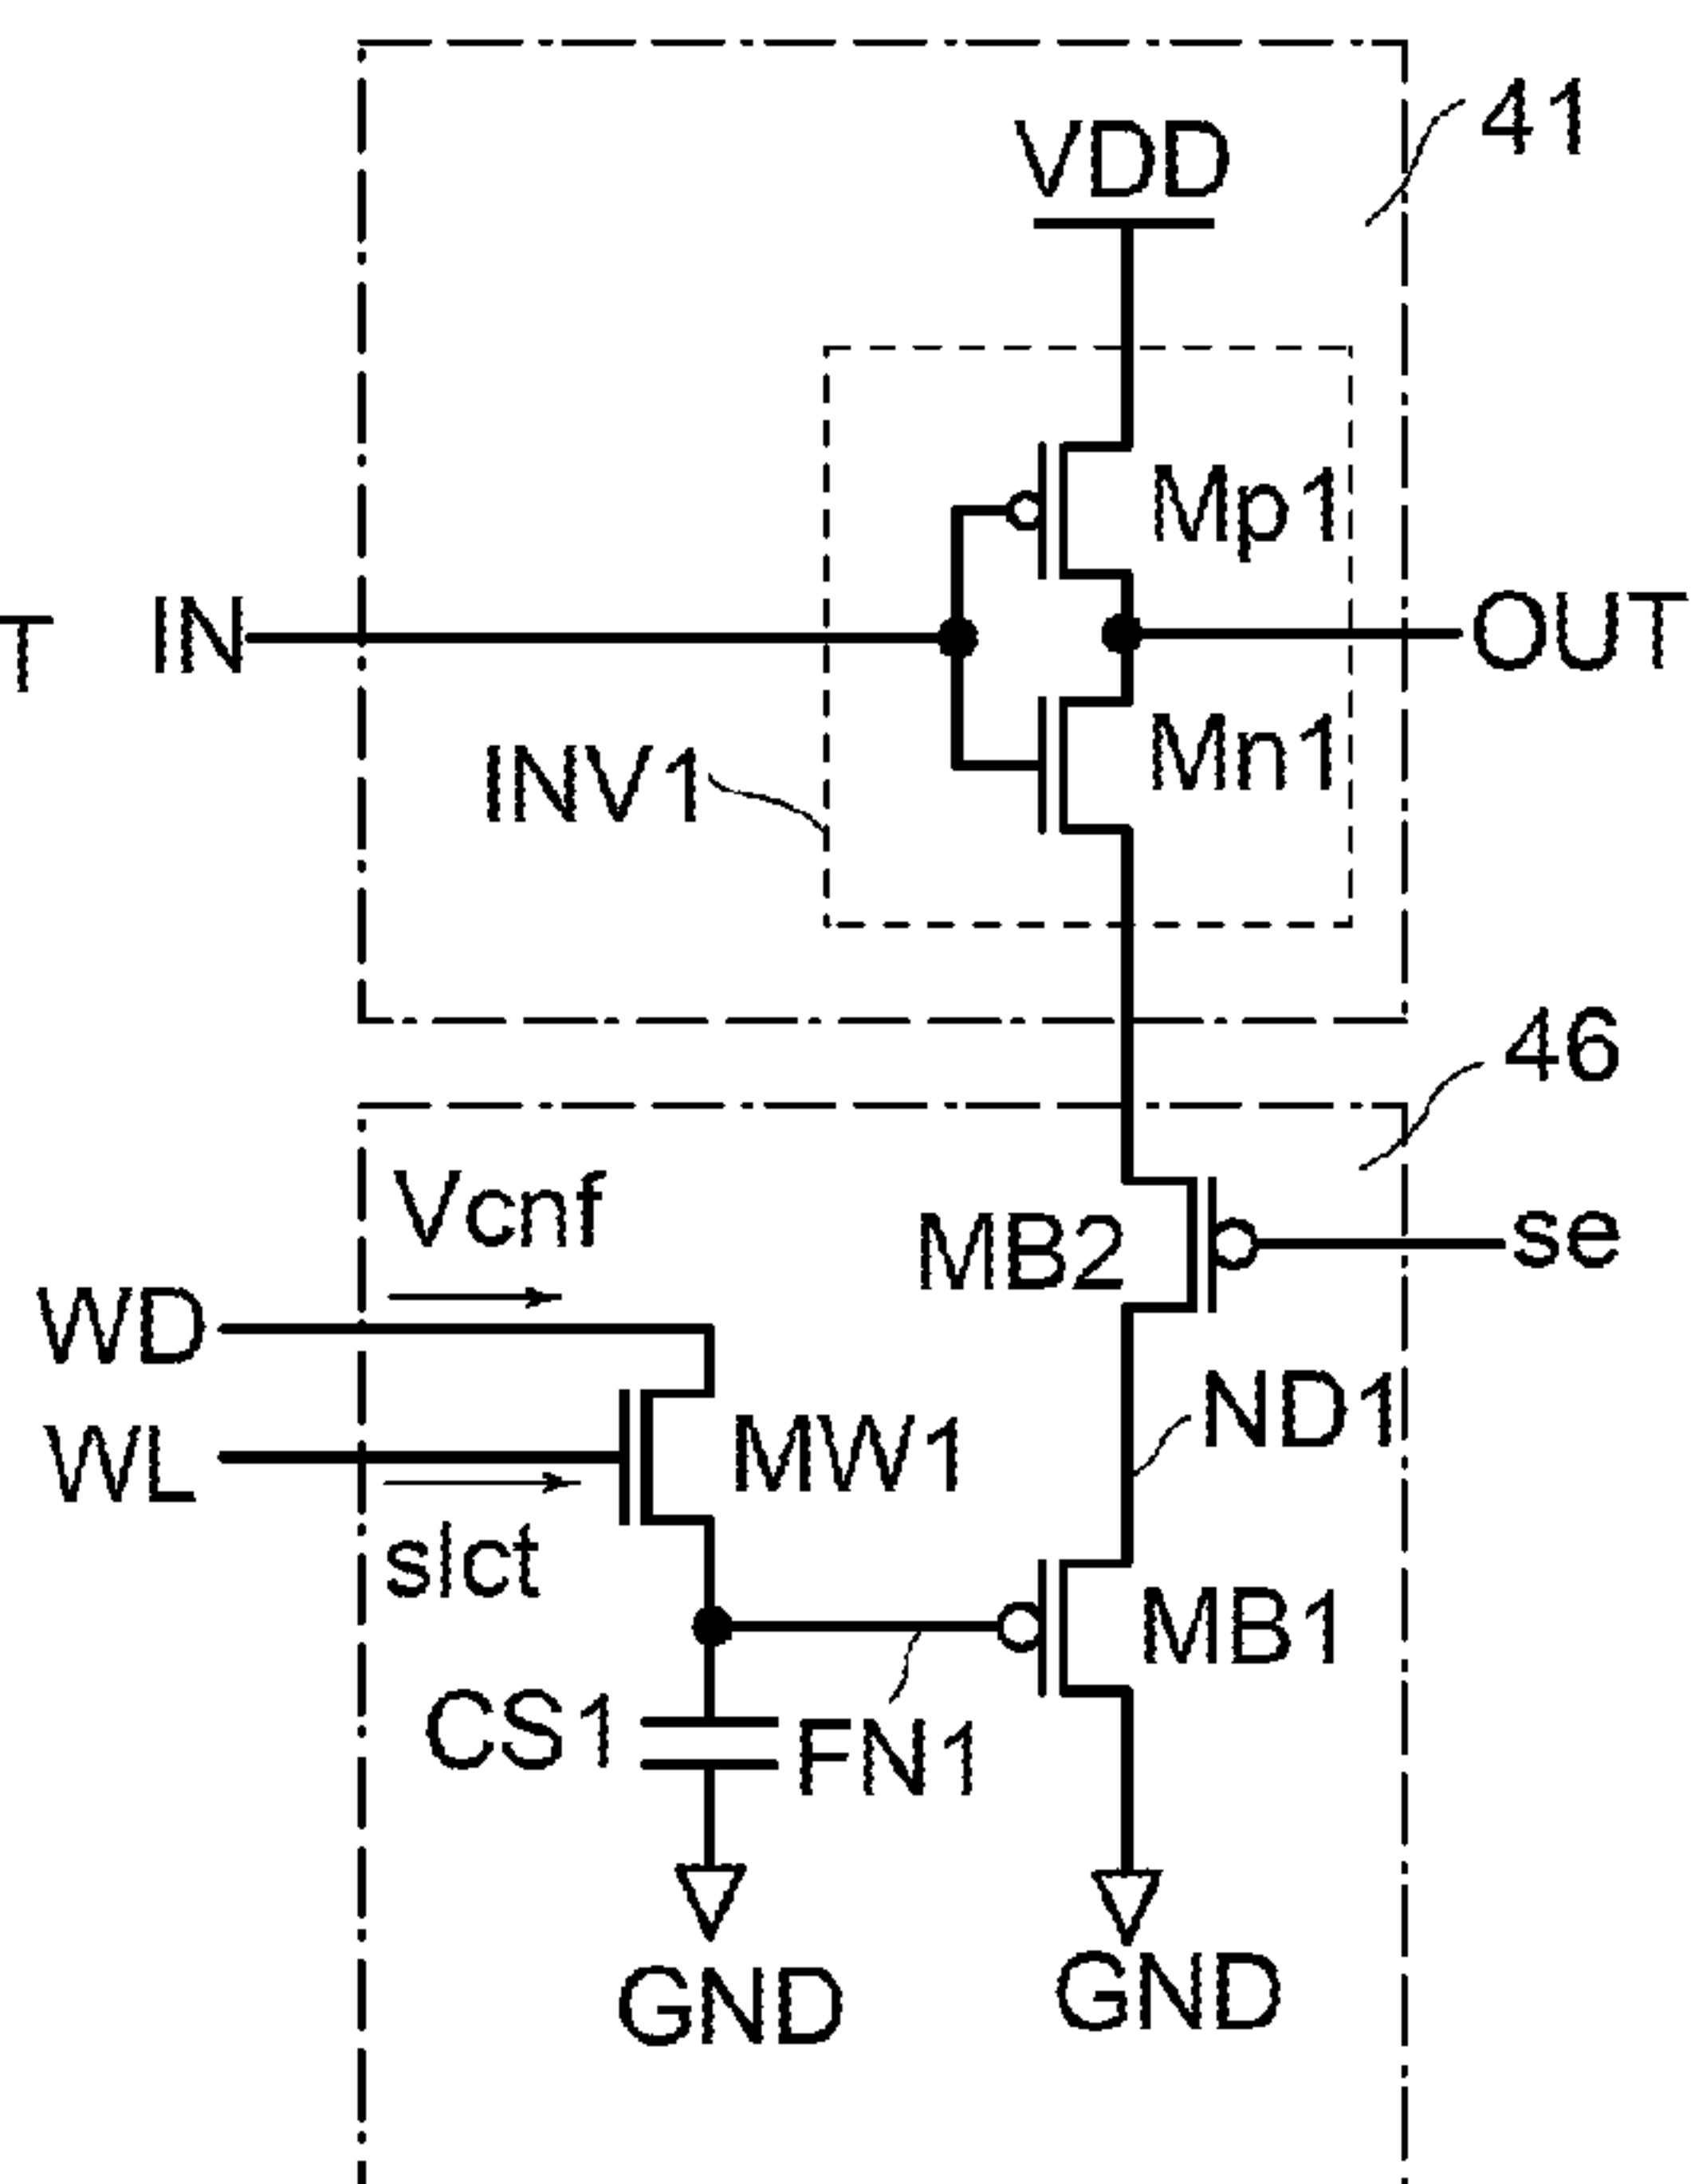 41
VDD
Mp1
T
IN
OUT
Mn1
INV1
46
Vcnf
MB2
se
WD
ND1
WL
MW1
slct
MB1
CS1
FN1
GND
GND